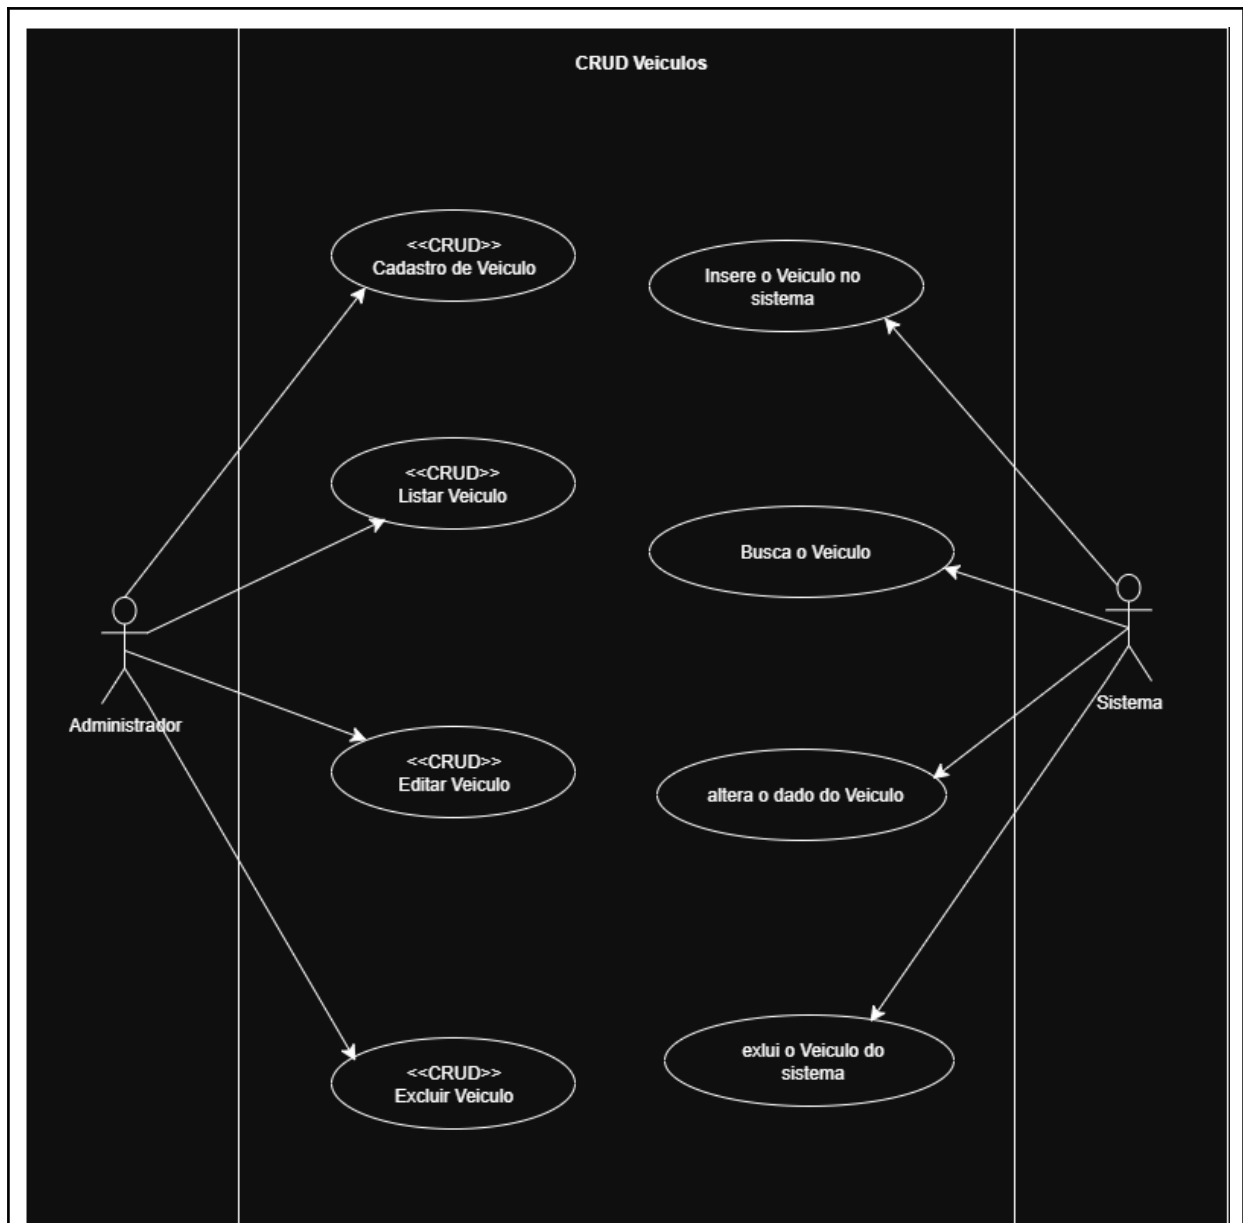 CRUD Veiculos
<<CRUD>>
Cadastro de Veiculo
Insere o Veiculo no
sistema
<<CRUD>>
Listar Veiculo
Busca o Veiculo
Administrador
Sistema
<<CRUD>>
Editar Veiculo
altera o dado do Veiculo
<<CRUD>>
Excluir Veiculo
exlui o Veiculo do
sistema